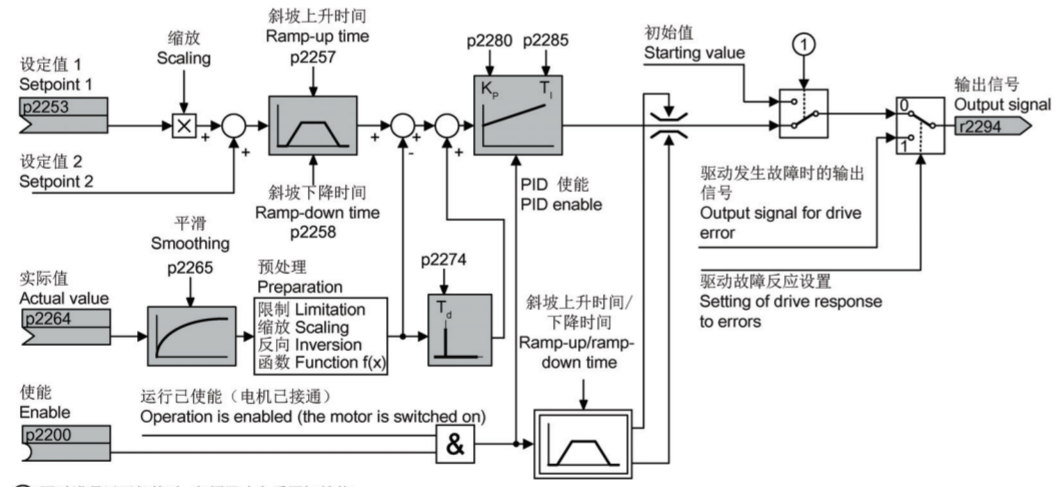 斜坡上升时间
Ramp-up time
p2257
缩放
Scaling
设定值 1
Setpoint 1
p2253
设定值 2
Setpoint 2
+
+
斜坡下降时间
Ramp-down time
p2258
+
-
+
+
p2280
p2285
Kp
TI
初始值
Starting value
1
0
1
输出信号
Output signal
r2294
PID 使能
PID enable
驱动发生故障时的输出
信号
Output signal for drive
error
驱动故障反应设置
Setting of drive response
to errors
平滑
Smoothing
p2265
实际值
Actual value
p2264
预处理
Preparation
限制 Limitation
缩放 Scaling
反向 Inversion
函数 Function f(x)
p2274
Td
斜坡上升时间/
下降时间
Ramp-up/ramp-
down time
使能
Enable
p2200
运行已使能（电机已接通）
Operation is enabled (the motor is switched on)
&